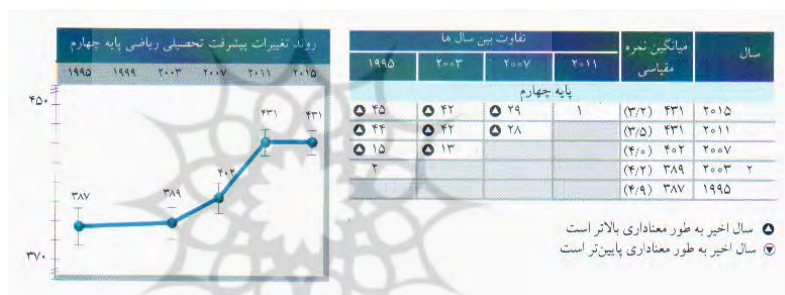 روند تغییرات پیشرفت تحصیلی ریاضی پایه چهارم
۱۹۹۵ ۱۹۹۹ ۲۰۰۳ ۲۰۰۷ ۲۰۱۱ ۲۰۱۵
۴۵۰
۴۳۱ ۴۳۱
۴۰۲
۳۸۹
۳۸۷
۳۷۰
سال میانگین نمره مقیاسی تفاوت بین سال ها
۲۰۱۱ ۲۰۰۷ ۲۰۰۳ ۱۹۹۵
پایه چهارم
۲۰۱۵ ۴۳۱ (۳/۲) ۱ ۲۹ ۴۲ ۴۵
۲۰۱۱ ۴۳۱ (۳/۵) ۲۸ ۴۲ ۴۴
۲۰۰۷ ۴۰۲ (۴/۰) ۱۳ ۱۵
۲ ۲۰۰۳ ۳۸۹ (۴/۲) ۲
۱۹۹۵ ۳۸۷ (۴/۹)
سال اخیر به طور معناداری بالاتر است
سال اخیر به طور معناداری پایین‌تر است